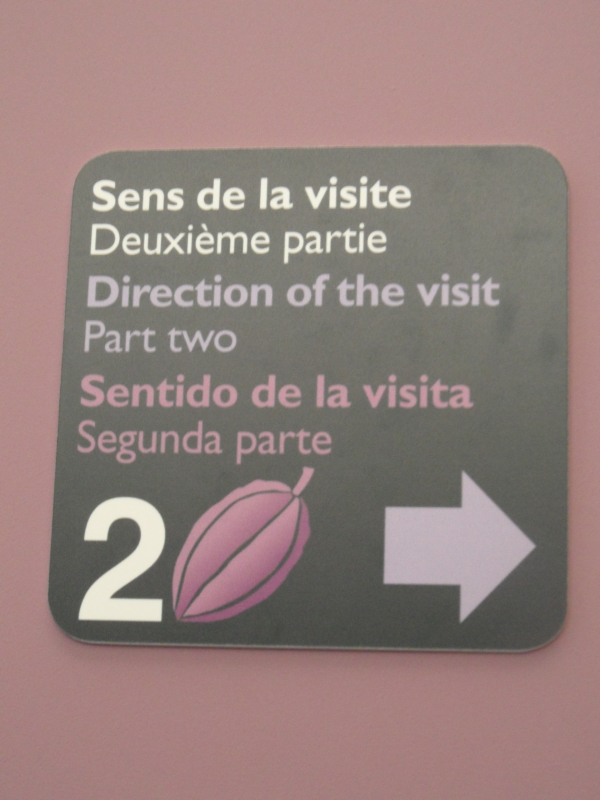 Sens de la visite
Deuxième partie
Direction of the visit
Part two
Sentido de la visita
Segunda parte
2